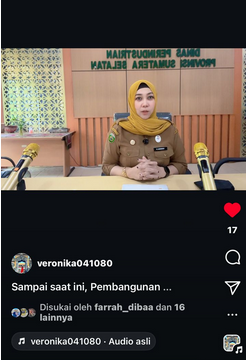 DINAS PERINDUSTRIAN
PROVINSI SUMATERA SELATAN
17
veronika041080
Sampai saat ini, Pembangunan ...
Disukai oleh farrah_dibaa dan 16
lainnya
veronika041080 · Audio asli